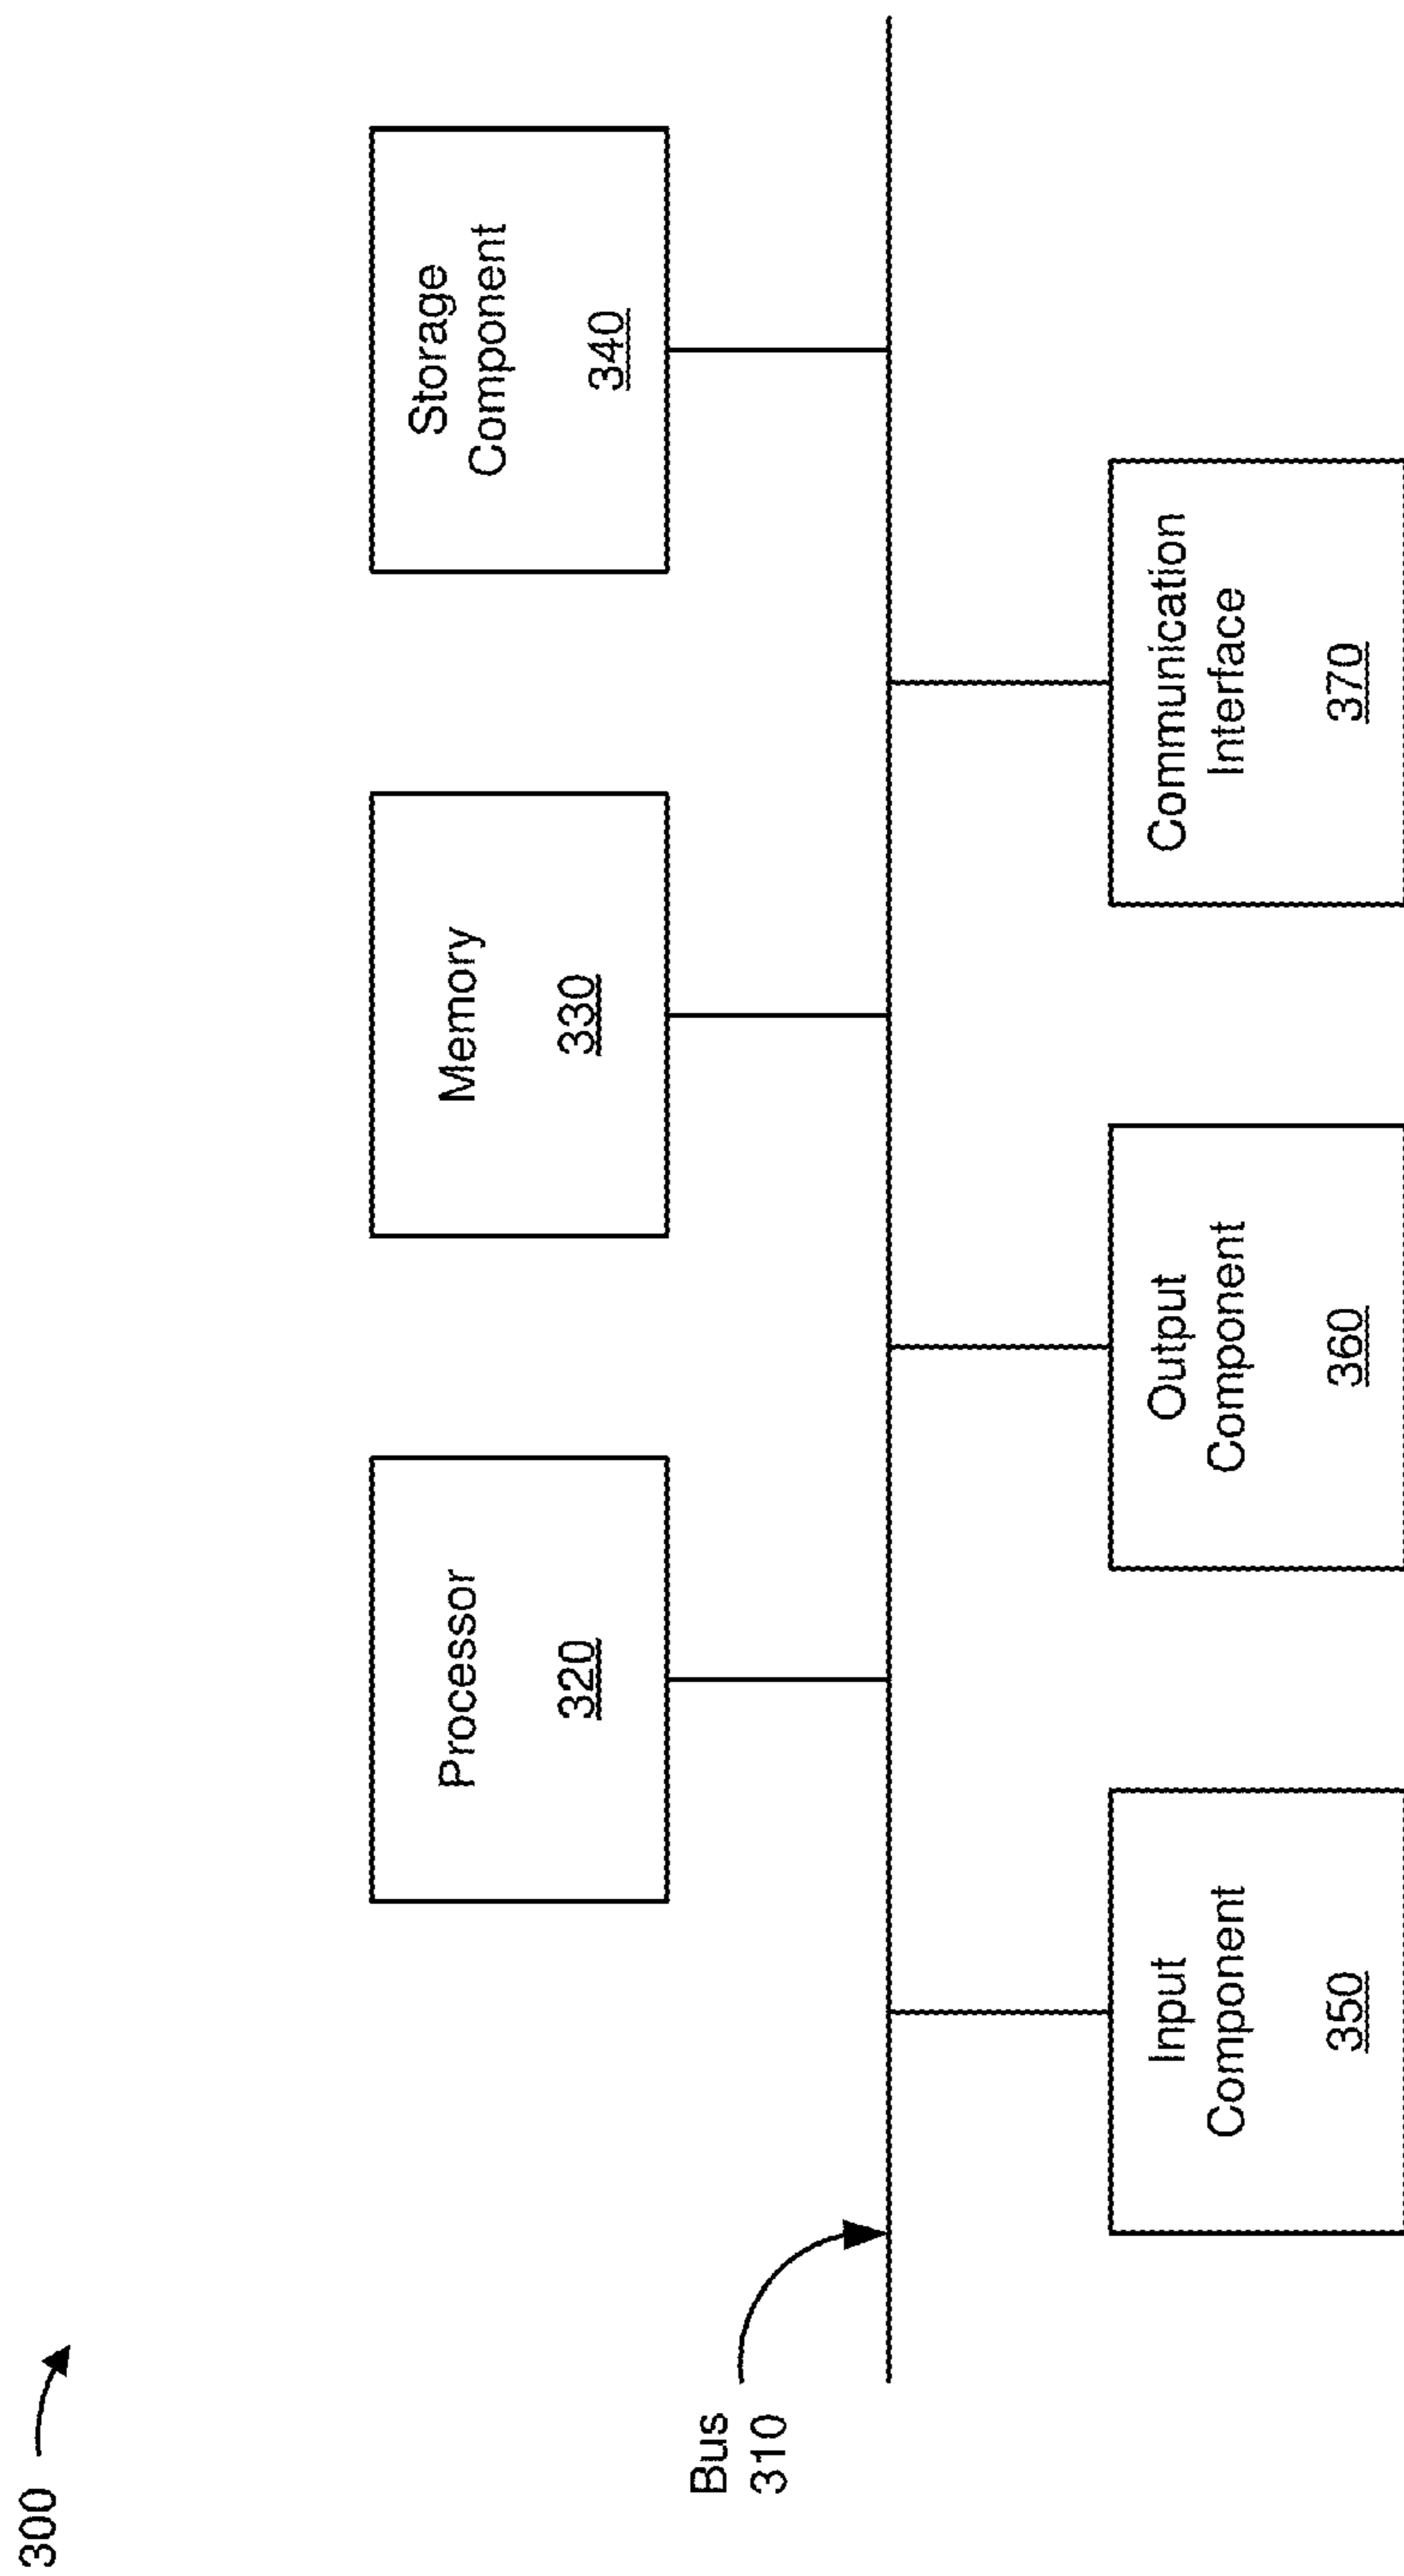 300
Processor
320
Memory
330
Storage
Component
340
Bus
310
Input
Component
350
Output
Component
360
Communication
Interface
370